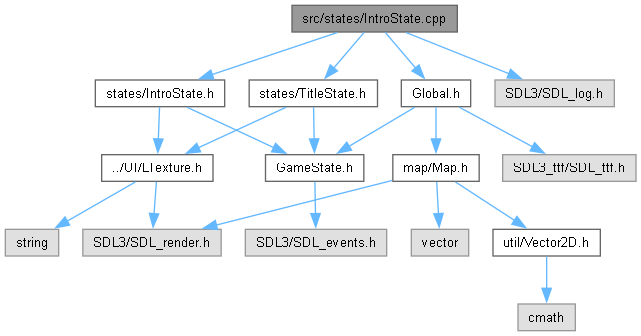 src/states/IntroState.cpp
states/IntroState.h
states/TitleState.h
Global.h
SDL3/SDL_log.h
../UI/LTexture.h
GameState.h
map/Map.h
SDL3_ttf/SDL_ttf.h
string
SDL3/SDL_render.h
SDL3/SDL_events.h
vector
util/Vector2D.h
cmath